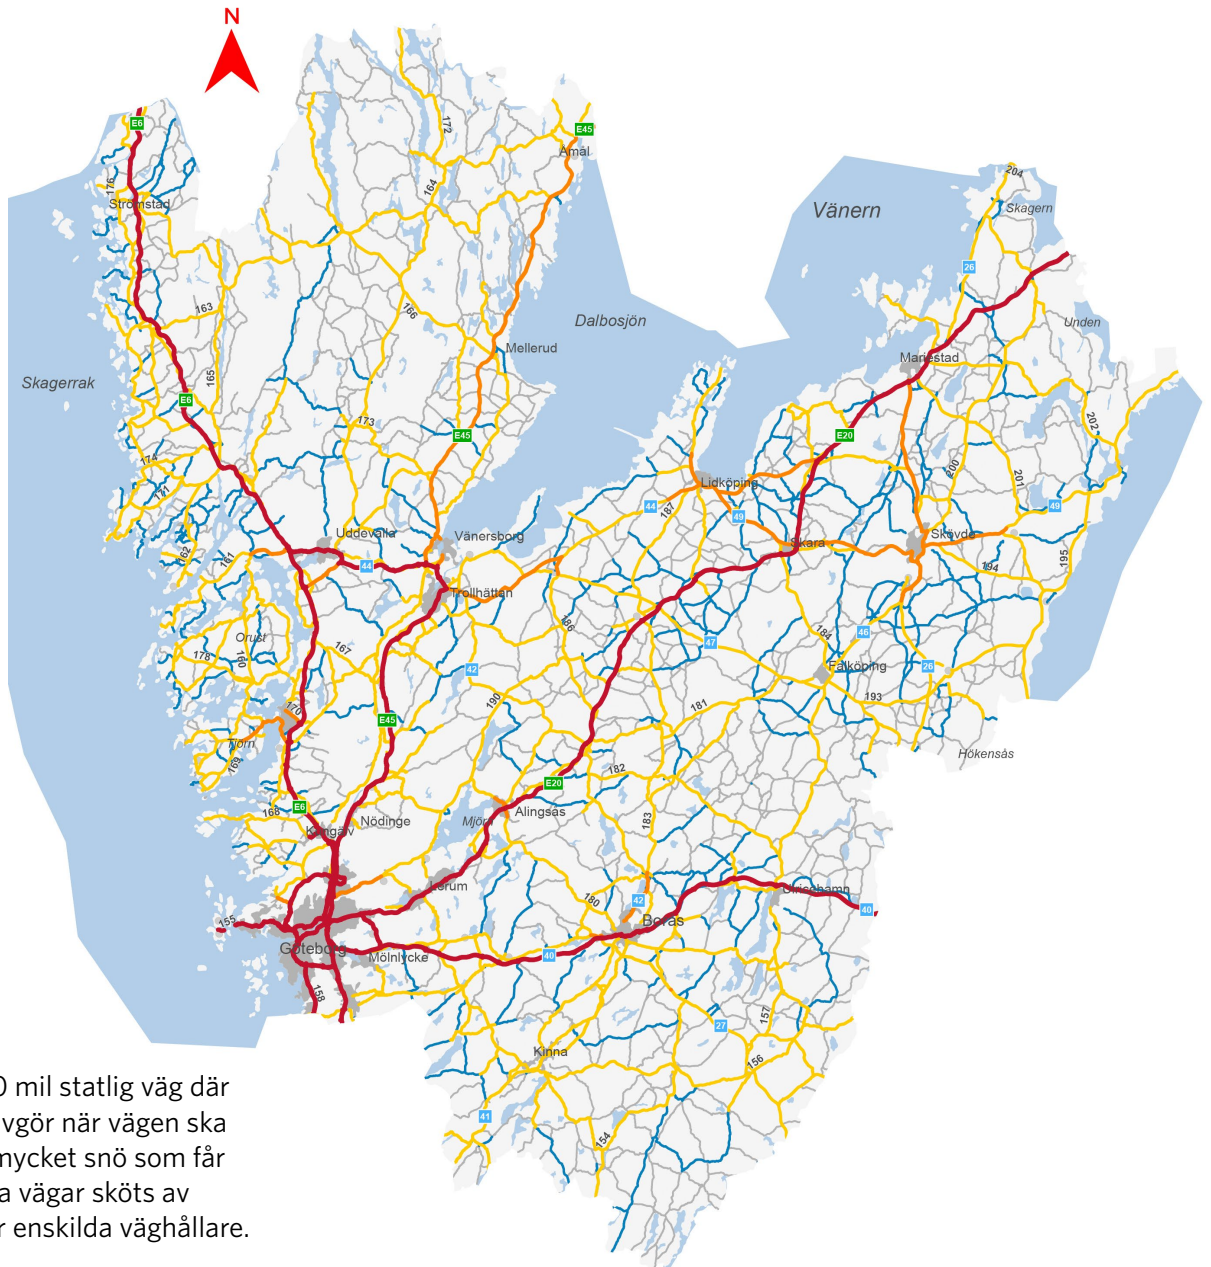 N
E6
E45
172
Åmål
164
176
Strömstad
204
Skagern
Vänern
26
163
166
Dalbosjön
Unden
Mellerud
Mariestad
165
Skagerrak
E6
173
E45
E20
202
174
171
200
201
Lidköping
44
187
49
49
Uddevalla
Vänersborg
Skara
Skövde
162
161
44
194
195
Trollhättan
186
184
46
Orust
167
47
178
160
42
Falköping
26
190
181
193
170
E45
Tjörn
169
Hökensås
182
E20
E6
168
Kungälv
Nödinge
Mjörn
Alingsås
183
Lerum
Ulricehamn
180
42
40
155
Borås
Göteborg
Mölnlycke
40
158
157
27
Kinna
156
41
154
0 mil statlig väg där
vgör när vägen ska
mycket snö som får
a vägar sköts av
r enskilda väghållare.